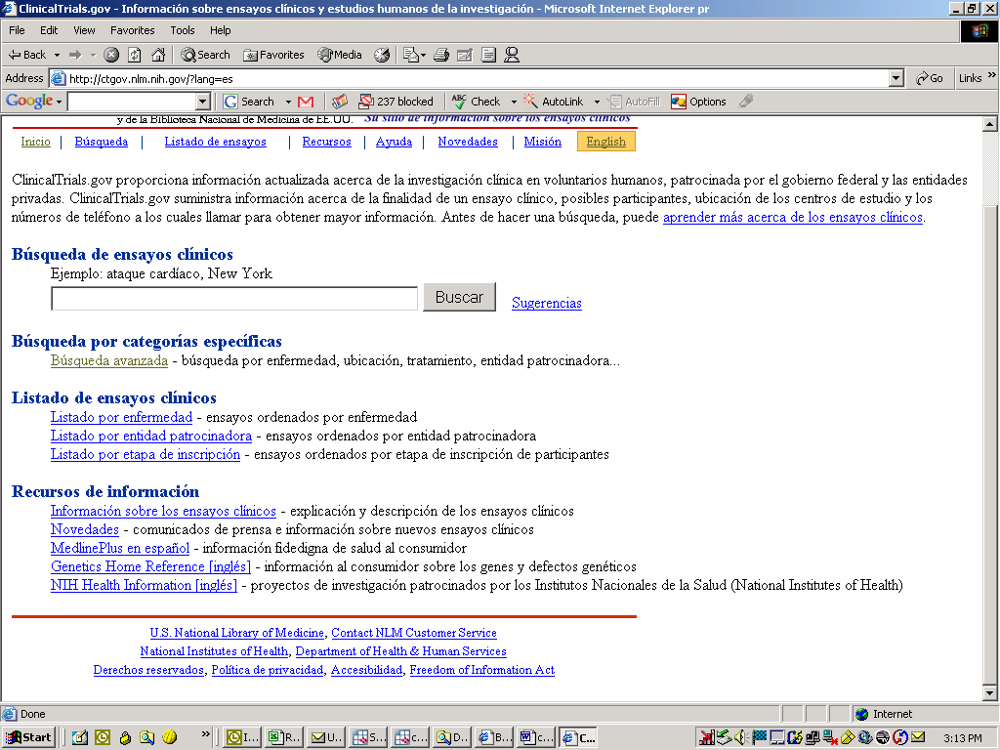 ClinicalTrials.gov - Información sobre ensayos clínicos y estudios humanos de la investigación - Microsoft Internet Explorer pr
File Edit View Favorites Tools Help
Back Search Favorites Media
Address http://ctgov.nlm.nih.gov/?lang=es Go Links »
Google Search 237 blocked ABC Check AutoLink AutoFill Options
y de la Biblioteca Nacional de Medicina de EE.UU. Su sitio de información sobre los ensayos clínicos
Inicio | Búsqueda | Listado de ensayos | Recursos | Ayuda | Novedades | Misión English
ClinicalTrials.gov proporciona información actualizada acerca de la investigación clínica en voluntarios humanos, patrocinada por el gobierno federal y las entidades
privadas. ClinicalTrials.gov suministra información acerca de la finalidad de un ensayo clínico, posibles participantes, ubicación de los centros de estudio y los
números de teléfono a los cuales llamar para obtener mayor información. Antes de hacer una búsqueda, puede aprender más acerca de los ensayos clínicos.
Búsqueda de ensayos clínicos
Ejemplo: ataque cardíaco, New York
Buscar Sugerencias
Búsqueda por categorías específicas
Búsqueda avanzada - búsqueda por enfermedad, ubicación, tratamiento, entidad patrocinadora...
Listado de ensayos clínicos
Listado por enfermedad - ensayos ordenados por enfermedad
Listado por entidad patrocinadora - ensayos ordenados por entidad patrocinadora
Listado por etapa de inscripción - ensayos ordenados por etapa de inscripción de participantes
Recursos de información
Información sobre los ensayos clínicos - explicación y descripción de los ensayos clínicos
Novedades - comunicados de prensa e información sobre nuevos ensayos clínicos
MedlinePlus en español - información fidedigna de salud al consumidor
Genetics Home Reference [inglés] - información al consumidor sobre los genes y defectos genéticos
NIH Health Information [inglés] - proyectos de investigación patrocinados por los Institutos Nacionales de la Salud (National Institutes of Health)
U.S. National Library of Medicine, Contact NLM Customer Service
National Institutes of Health, Department of Health & Human Services
Derechos reservados, Política de privacidad, Accesibilidad, Freedom of Information Act
Done Internet
Start » I... R... U... S... c... D... B... c... C... 3:13 PM